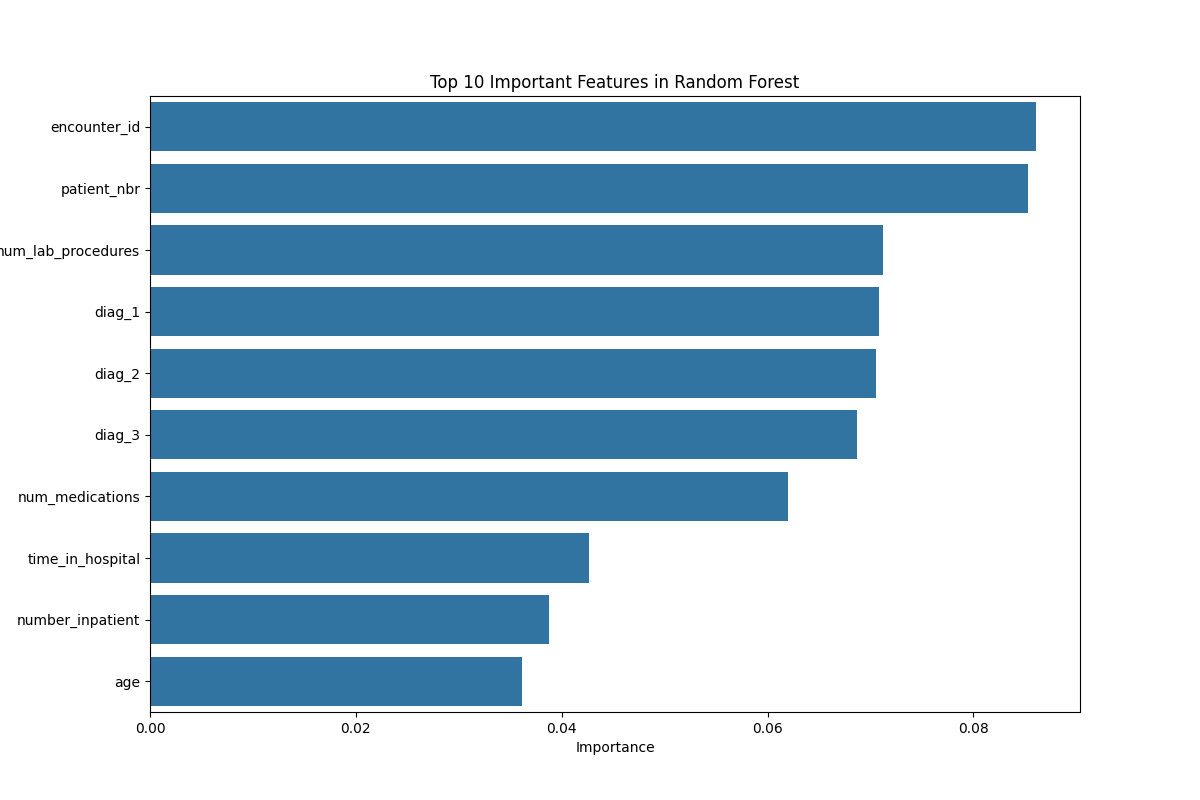 Top 10 Important Features in Random Forest
encounter_id
patient_nbr
num_lab_procedures
diag_1
diag_2
diag_3
num_medications
time_in_hospital
number_inpatient
age
0.00 0.02 0.04 0.06 0.08
Importance